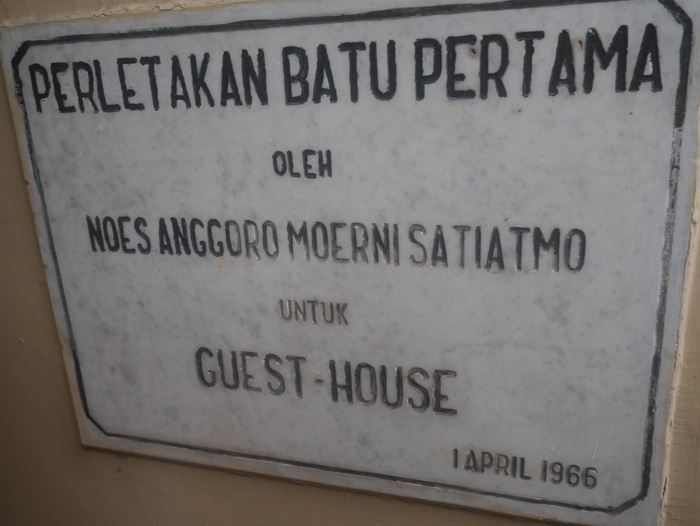 PERLETAKAN BATU PERTAMA
OLEH
NOES ANGGORO MOERNI SATIATMO
UNTUK
GUEST-HOUSE
1 APRIL 1966